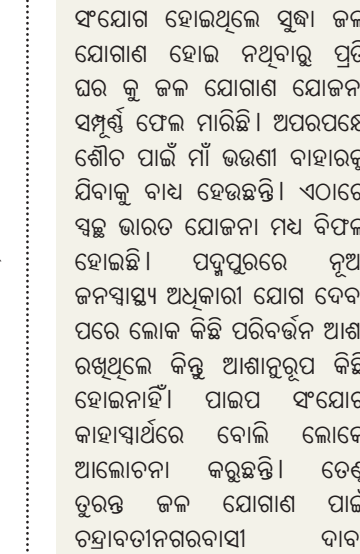 ସଂଯୋଗ ହୋଇଥିଲେ ସୁଦ୍ଧା ଜଳ
ଯୋଗାଣ ହୋଇ ନଥିବାରୁ ପ୍ରତି
ଘର କୁ ଜଳ ଯୋଗାଣ ଯୋଜନା
ସମ୍ପୂର୍ଣ୍ଣ ଫେଲ ମାରିଛି। ଅପରପକ୍ଷେ
ଶୌଚ ପାଇଁ ମାଁ ଭଉଣୀ ବାହାରକୁ
ଯିବାକୁ ବାଧ୍ୟ ହେଉଛନ୍ତି। ଏଠାରେ
ସ୍ଵଚ୍ଛ ଭାରତ ଯୋଜନା ମଧ୍ୟ ବିଫଳ
ହୋଇଛି। ପଦ୍ମପୁରରେ ନୂଆ
ଜନସ୍ୱାସ୍ଥ୍ୟ ଅଧିକାରୀ ଯୋଗ ଦେବା
ପରେ ଲୋକ କିଛି ପରିବର୍ତ୍ତନ ଆଶା
ରଖିଥିଲେ କିନ୍ତୁ ଆଶାନୁରୂପ କିଛି
ହୋଇନାହିଁ। ପାଇପ ସଂଯୋଗ
କାହାସ୍ୱାର୍ଥରେ ବୋଲି ଲୋକେ
ଆଲୋଚନା କରୁଛନ୍ତି। ତେଣୁ
ତୁରନ୍ତ ଜଳ ଯୋଗାଣ ପାଇଁ
ଚନ୍ଦ୍ରାବତୀନଗରବାସୀ ଦାବୀ